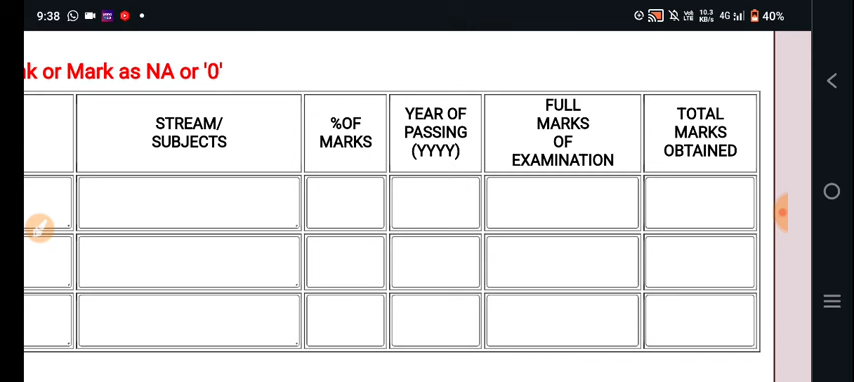 9:38
10.3
KB/s
4G
40%
k or Mark as NA or '0'
STREAM/
SUBJECTS
%OF
MARKS
YEAR OF
PASSING
(YYYY)
FULL
MARKS
OF
EXAMINATION
TOTAL
MARKS
OBTAINED